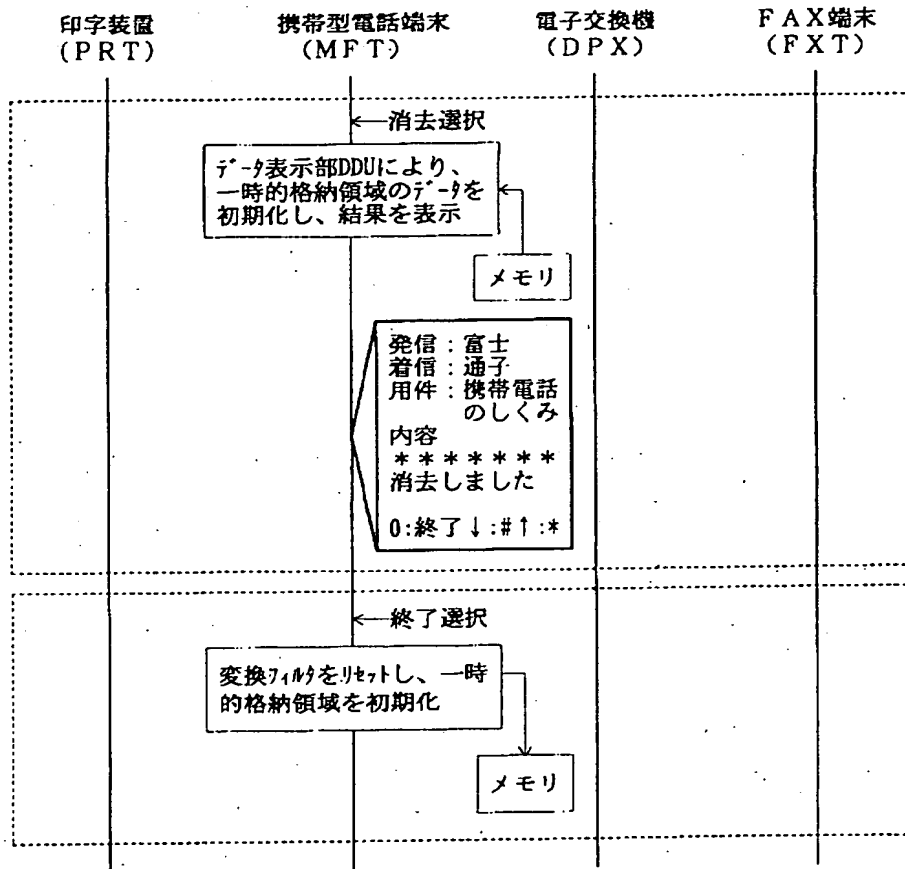 印字装置
(PRT)
携帯型電話端末
(MFT)
電子交換機
(DPX)
FAX端末
(FXT)
消去選択
ﾃﾞｰﾀ表示部DDUにより、
一時的格納領域のﾃﾞｰﾀを
初期化し、結果を表示
メモリ
発信：富士
着信：通子
用件：携帯電話
のしくみ
内容
*******
消去しました
0:終了↓:#↑:*
終了選択
変換ﾌｨﾙﾀをﾘｾｯﾄし、一時
的格納領域を初期化
メモリ